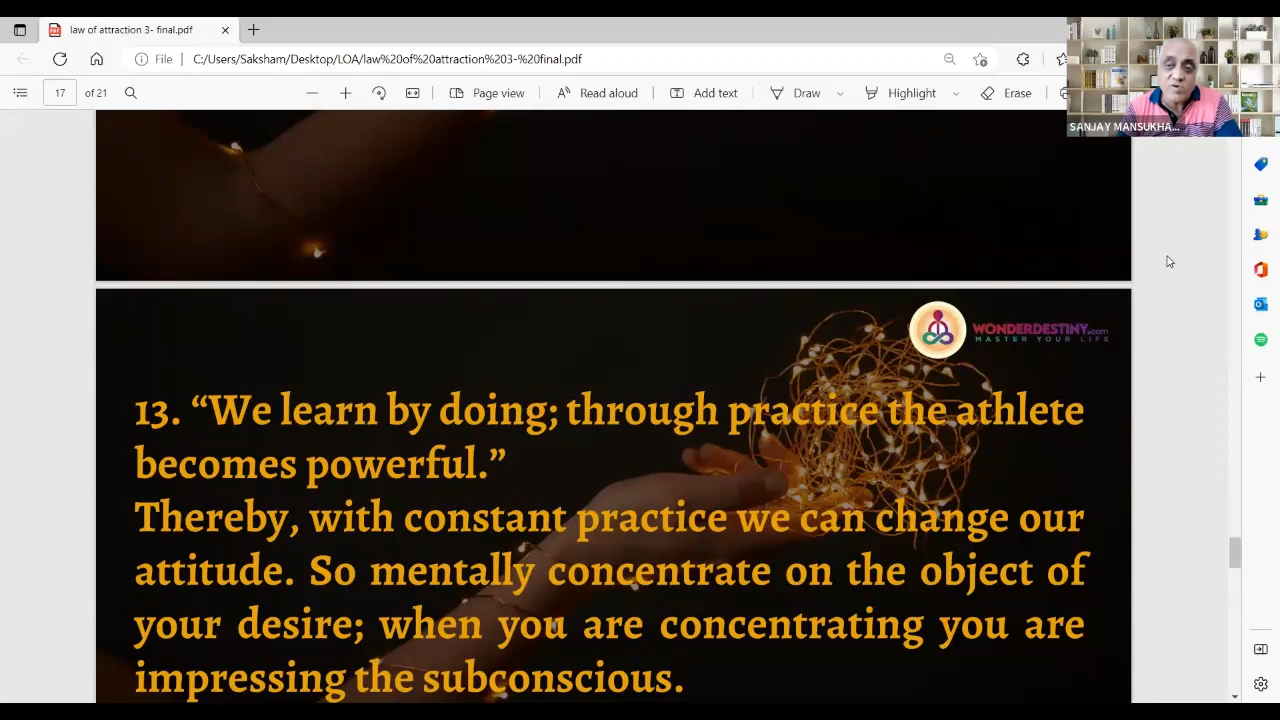 law of attraction 3- final.pdf
File
C:/Users/Saksham/Desktop/LOA/law%20of%20attraction%203-%20final.pdf
17 of 21
Page view
Read aloud
Add text
Draw
Highlight
Erase
SANJAY MANSUKHA...
WONDERDESTINY.com
MASTER YOUR LIFE
13. “We learn by doing; through practice the athlete
becomes powerful.”
Thereby, with constant practice we can change our
attitude. So mentally concentrate on the object of
your desire; when you are concentrating you are
impressing the subconscious.